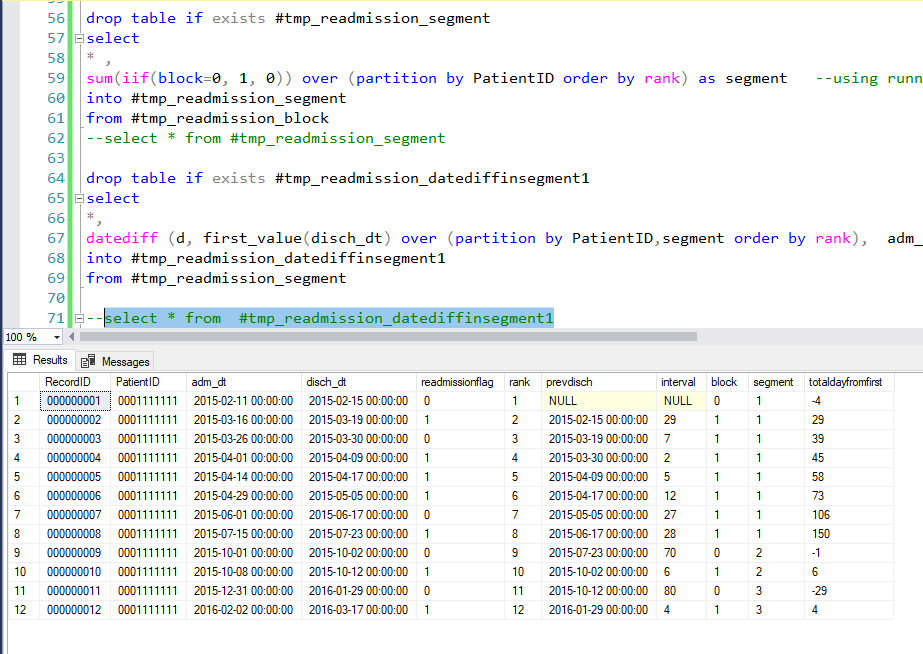 56 drop table if exists #tmp_readmission_segment
57 select
58 * ,
59 sum(iif(block=0, 1, 0)) over (partition by PatientID order by rank) as segment --using runn
60 into #tmp_readmission_segment
61 from #tmp_readmission_block
62 --select * from #tmp_readmission_segment
63
64 drop table if exists #tmp_readmission_datediffinsegment1
65 select
66 *,
67 datediff (d, first_value(disch_dt) over (partition by PatientID,segment order by rank), adm_
68 into #tmp_readmission_datediffinsegment1
69 from #tmp_readmission_segment
70
71 --select * from #tmp_readmission_datediffinsegment1
100 %
Results Messages
RecordID PatientID adm_dt disch_dt readmissionflag rank prevdisch interval block segment totaldayfromfirst
1 000000001 0001111111 2015-02-11 00:00:00 2015-02-15 00:00:00 0 1 NULL NULL 0 1 -4
2 000000002 0001111111 2015-03-16 00:00:00 2015-03-19 00:00:00 1 2 2015-02-15 00:00:00 29 1 1 29
3 000000003 0001111111 2015-03-26 00:00:00 2015-03-30 00:00:00 0 3 2015-03-19 00:00:00 7 1 1 39
4 000000004 0001111111 2015-04-01 00:00:00 2015-04-09 00:00:00 1 4 2015-03-30 00:00:00 2 1 1 45
5 000000005 0001111111 2015-04-14 00:00:00 2015-04-17 00:00:00 1 5 2015-04-09 00:00:00 5 1 1 58
6 000000006 0001111111 2015-04-29 00:00:00 2015-05-05 00:00:00 1 6 2015-04-17 00:00:00 12 1 1 73
7 000000007 0001111111 2015-06-01 00:00:00 2015-06-17 00:00:00 0 7 2015-05-05 00:00:00 27 1 1 106
8 000000008 0001111111 2015-07-15 00:00:00 2015-07-23 00:00:00 1 8 2015-06-17 00:00:00 28 1 1 150
9 000000009 0001111111 2015-10-01 00:00:00 2015-10-02 00:00:00 0 9 2015-07-23 00:00:00 70 0 2 -1
10 000000010 0001111111 2015-10-08 00:00:00 2015-10-12 00:00:00 1 10 2015-10-02 00:00:00 6 1 2 6
11 000000011 0001111111 2015-12-31 00:00:00 2016-01-29 00:00:00 0 11 2015-10-12 00:00:00 80 0 3 -29
12 000000012 0001111111 2016-02-02 00:00:00 2016-03-17 00:00:00 1 12 2016-01-29 00:00:00 4 1 3 4